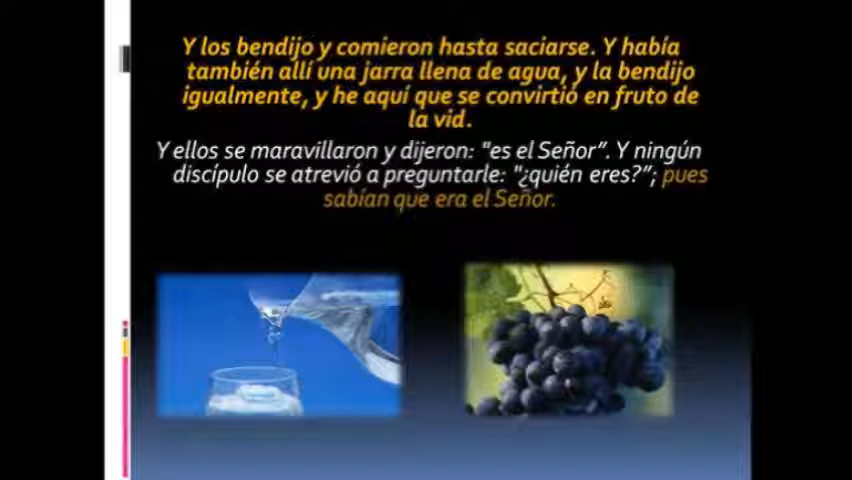 Y los bendijo y comieron hasta saciarse. Y había
también allí una jarra llena de agua, y la bendijo
igualmente, y he aquí que se convirtió en fruto de
la vid.
Y ellos se maravillaron y dijeron: "es el Señor”. Y ningún
discípulo se atrevió a preguntarle: "¿quién eres?”; pues
sabían que era el Señor.